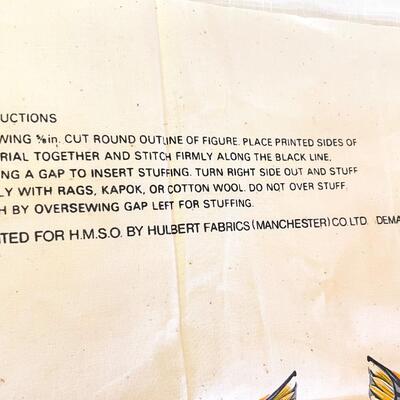 UCTIONS
WING ⅝in. CUT ROUND OUTLINE OF FIGURE. PLACE PRINTED SIDES OF
RIAL TOGETHER AND STITCH FIRMLY ALONG THE BLACK LINE,
NG A GAP TO INSERT STUFFING. TURN RIGHT SIDE OUT AND STUFF
LY WITH RAGS, KAPOK, OR COTTON WOOL. DO NOT OVER STUFF.
H BY OVERSEWING GAP LEFT FOR STUFFING.
TED FOR H.M.S.O. BY HULBERT FABRICS (MANCHESTER) CO. LTD. DEMA